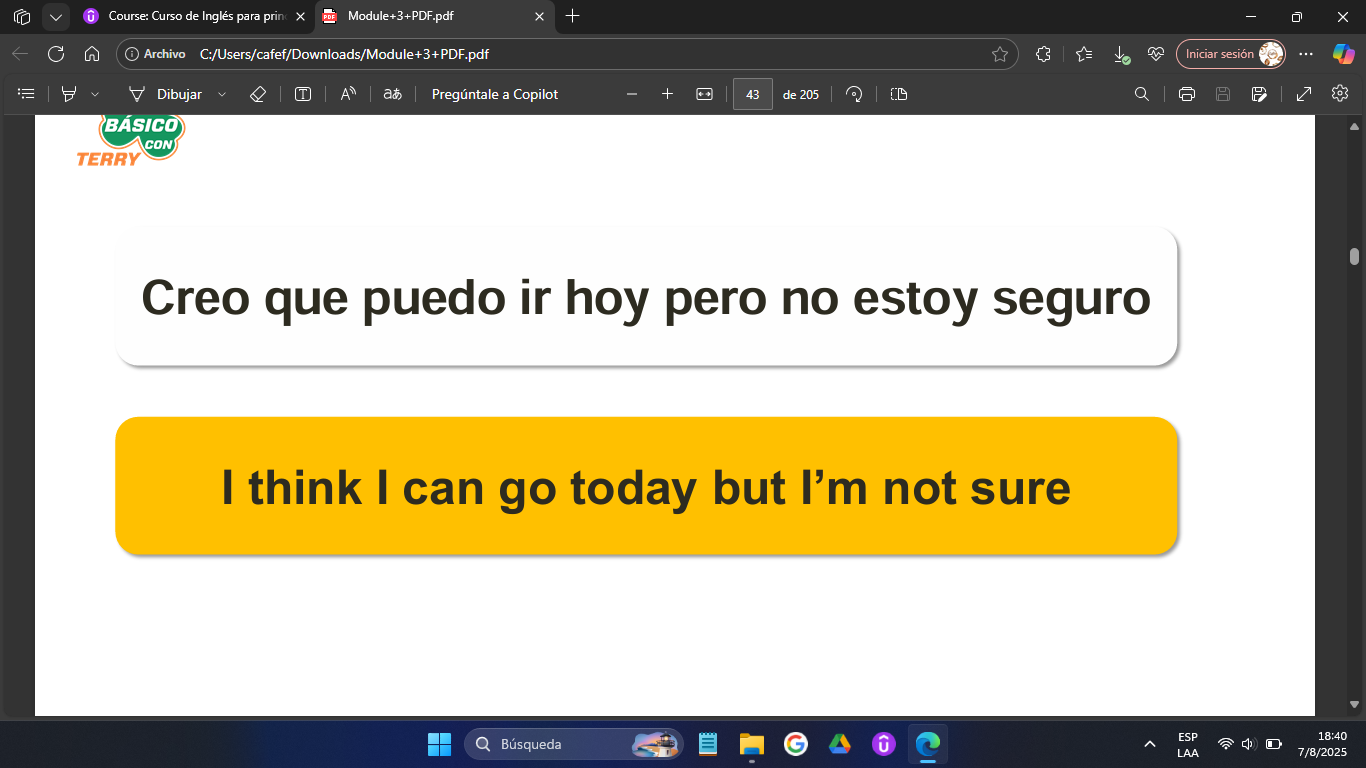 Course: Curso de Inglés para prin
Module+3+PDF.pdf
Archivo C:/Users/cafef/Downloads/Module+3+PDF.pdf
Iniciar sesión
Dibujar
aあ
Pregúntale a Copilot
43 de 205
BÁSICO
CON
TERRY
Creo que puedo ir hoy pero no estoy seguro
I think I can go today but I’m not sure
Búsqueda
ESP
LAA
18:40
7/8/2025